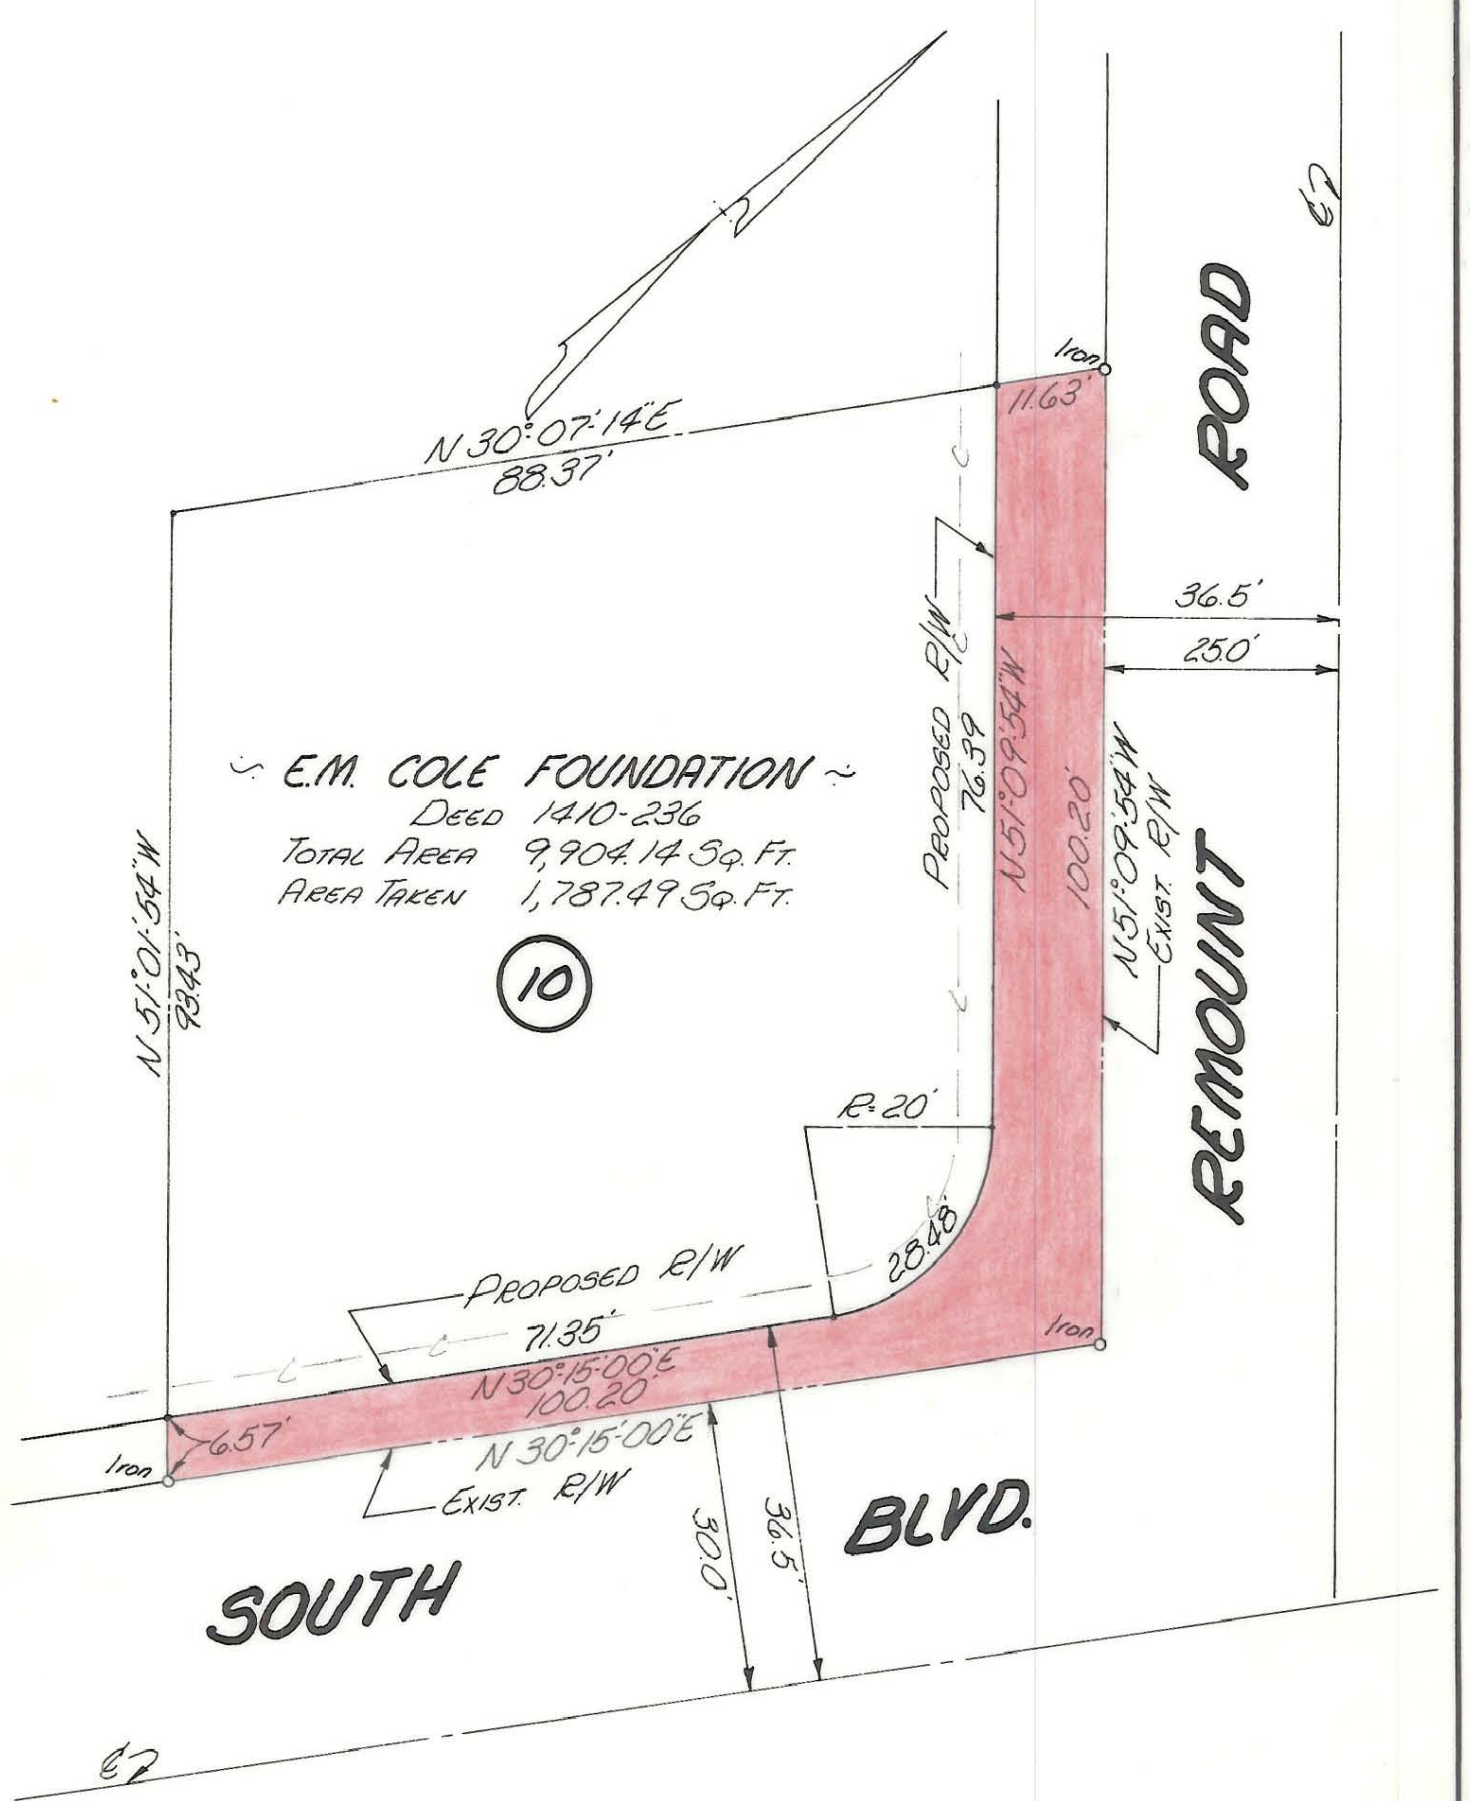 ROAD
Iron
11.63'
N 30°-07'-14"E
88.37'
36.5'
25.0'
PROPOSED R/W
76.39
N 51°-09'-54"W
100.20'
N 51°-09'-54"W
EXIST. R/W
REMOUNT
~ E.M. COLE FOUNDATION ~
DEED 1410-236
TOTAL AREA 9,904.14 SQ. FT.
AREA TAKEN 1,787.49 SQ. FT.
10
N 51°-01'-54"W
93.43'
R=20'
28.48'
PROPOSED R/W
71.35'
N 30°-15'-00"E
100.20'
N 30°-15'-00"E
EXIST. R/W
6.57'
Iron
Iron
30.0'
36.5'
SOUTH BLVD.